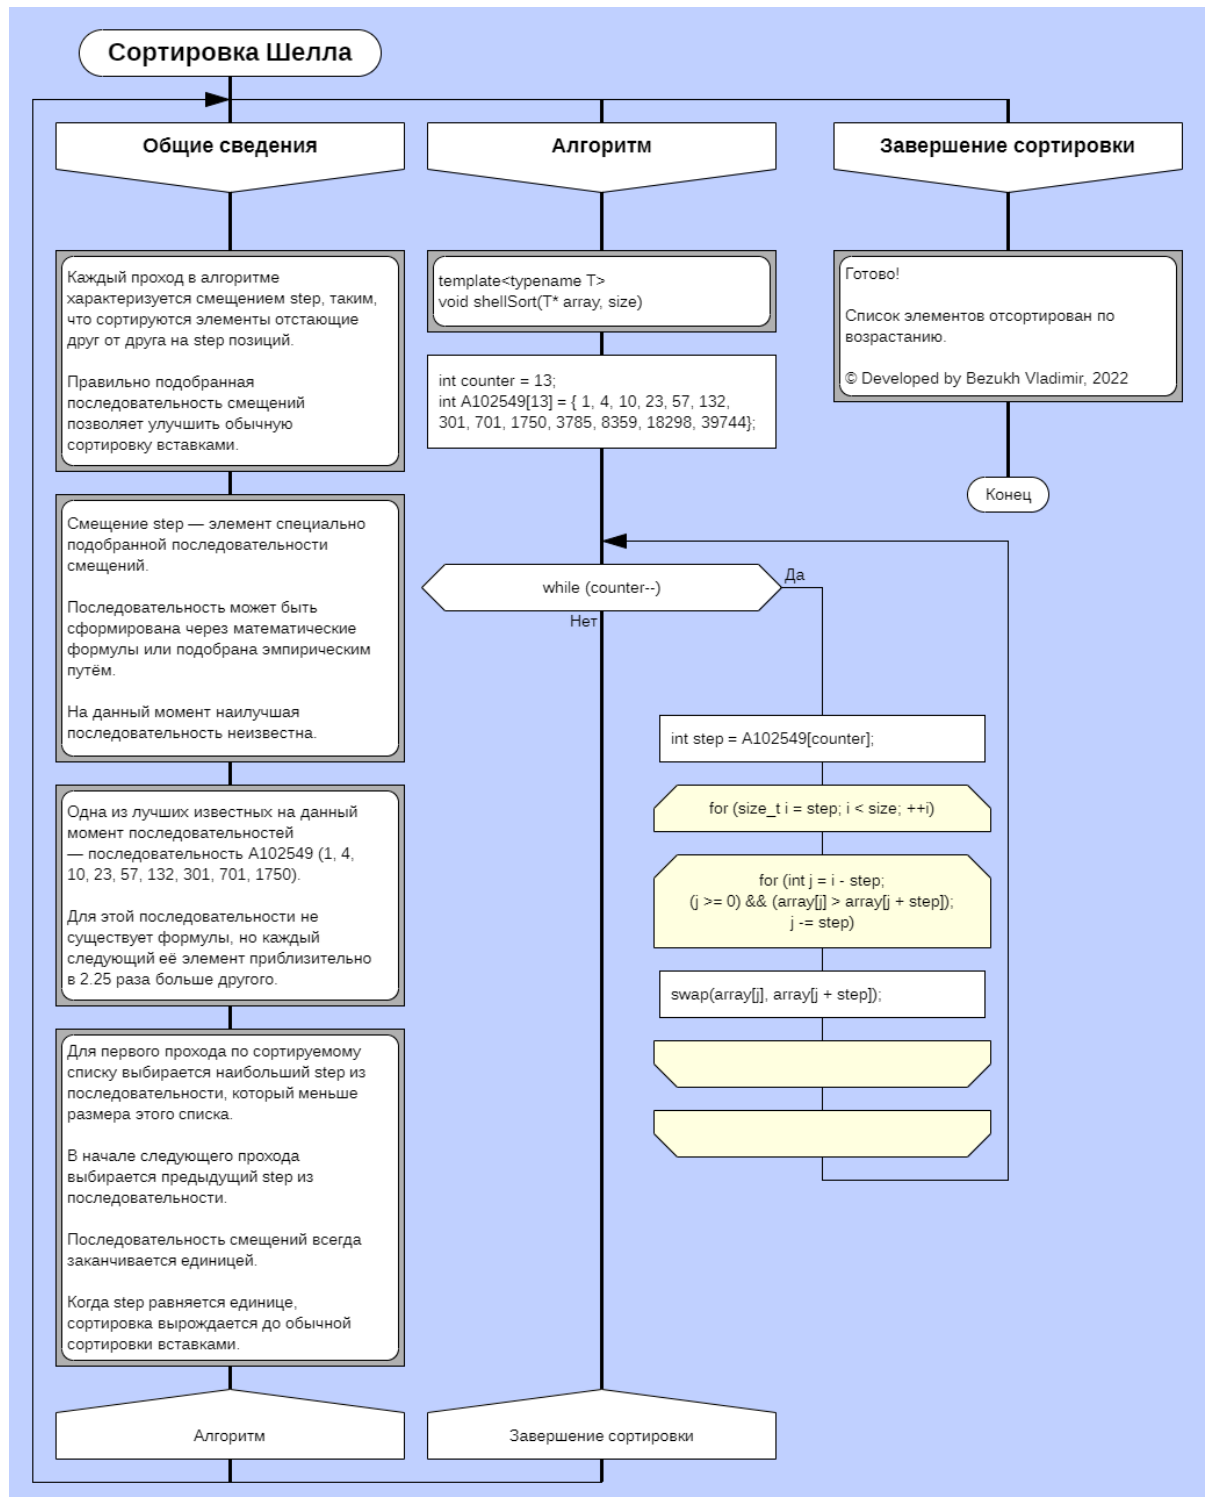 Сортировка Шелла
Общие сведения
Каждый проход в алгоритме
характеризуется смещением step, таким,
что сортируются элементы отстающие
друг от друга на step позиций.
Правильно подобранная
последовательность смещений
позволяет улучшить обычную
сортировку вставками.
Смещение step — элемент специально
подобранной последовательности
смещений.
Последовательность может быть
сформирована через математические
формулы или подобрана эмпирическим
путём.
На данный момент наилучшая
последовательность неизвестна.
Одна из лучших известных на данный
момент последовательностей
— последовательность A102549 (1, 4,
10, 23, 57, 132, 301, 701, 1750).
Для этой последовательности не
существует формулы, но каждый
следующий её элемент приблизительно
в 2.25 раза больше другого.
Для первого прохода по сортируемому
списку выбирается наибольший step из
последовательности, который меньше
размера этого списка.
В начале следующего прохода
выбирается предыдущий step из
последовательности.
Последовательность смещений всегда
заканчивается единицей.
Когда step равняется единице,
сортировка вырождается до обычной
сортировки вставками.
Алгоритм
Алгоритм
template<typename T>
void shellSort(T* array, size)
int counter = 13;
int A102549[13] = { 1, 4, 10, 23, 57, 132,
301, 701, 1750, 3785, 8359, 18298, 39744};
while (counter--)
Да
Нет
int step = A102549[counter];
for (size_t i = step; i < size; ++i)
for (int j = i - step;
(j >= 0) && (array[j] > array[j + step]);
j -= step)
swap(array[j], array[j + step]);
Завершение сортировки
Завершение сортировки
Готово!
Список элементов отсортирован по
возрастанию.
© Developed by Bezukh Vladimir, 2022
Конец